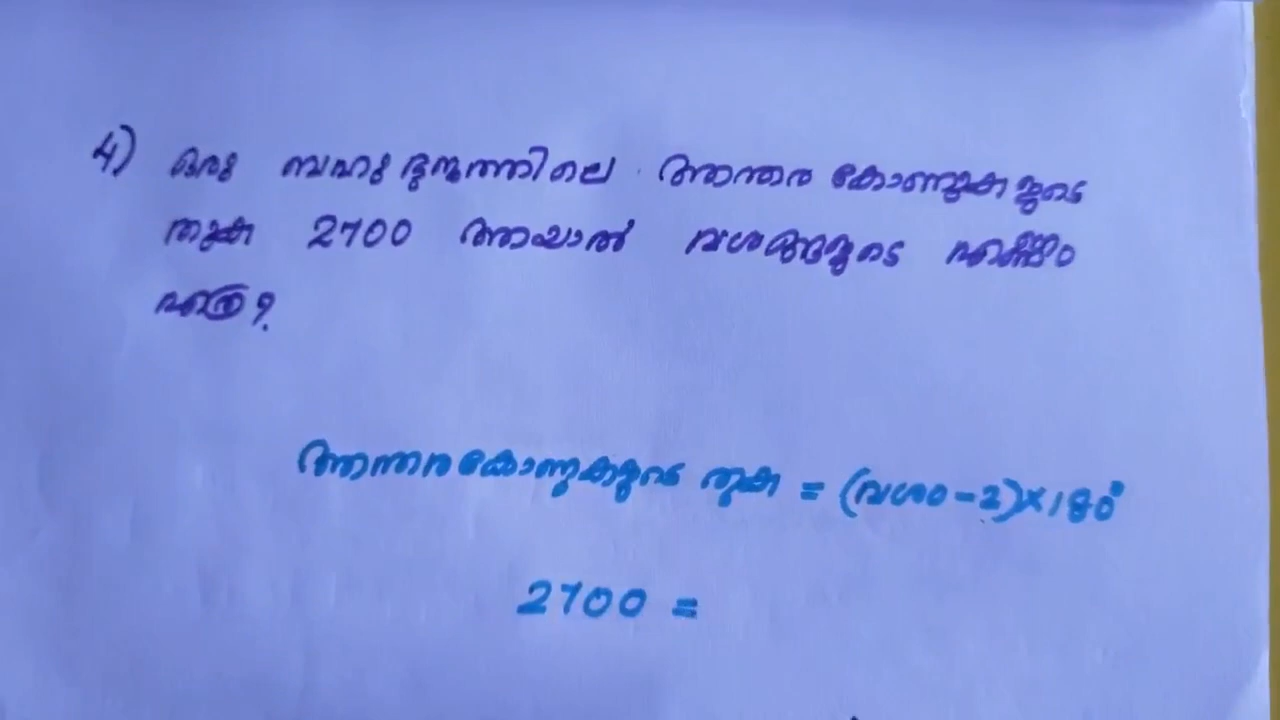 4) ഒരു ബഹുഭുജത്തിലെ അന്തര കോണുകളുടെ
തുക 2700 ആയാൽ വശങ്ങളുടെ എണ്ണം
എത്ര?
ആന്തരകോണുകളുടെ തുക = (വശം-2)×180°
2700 =